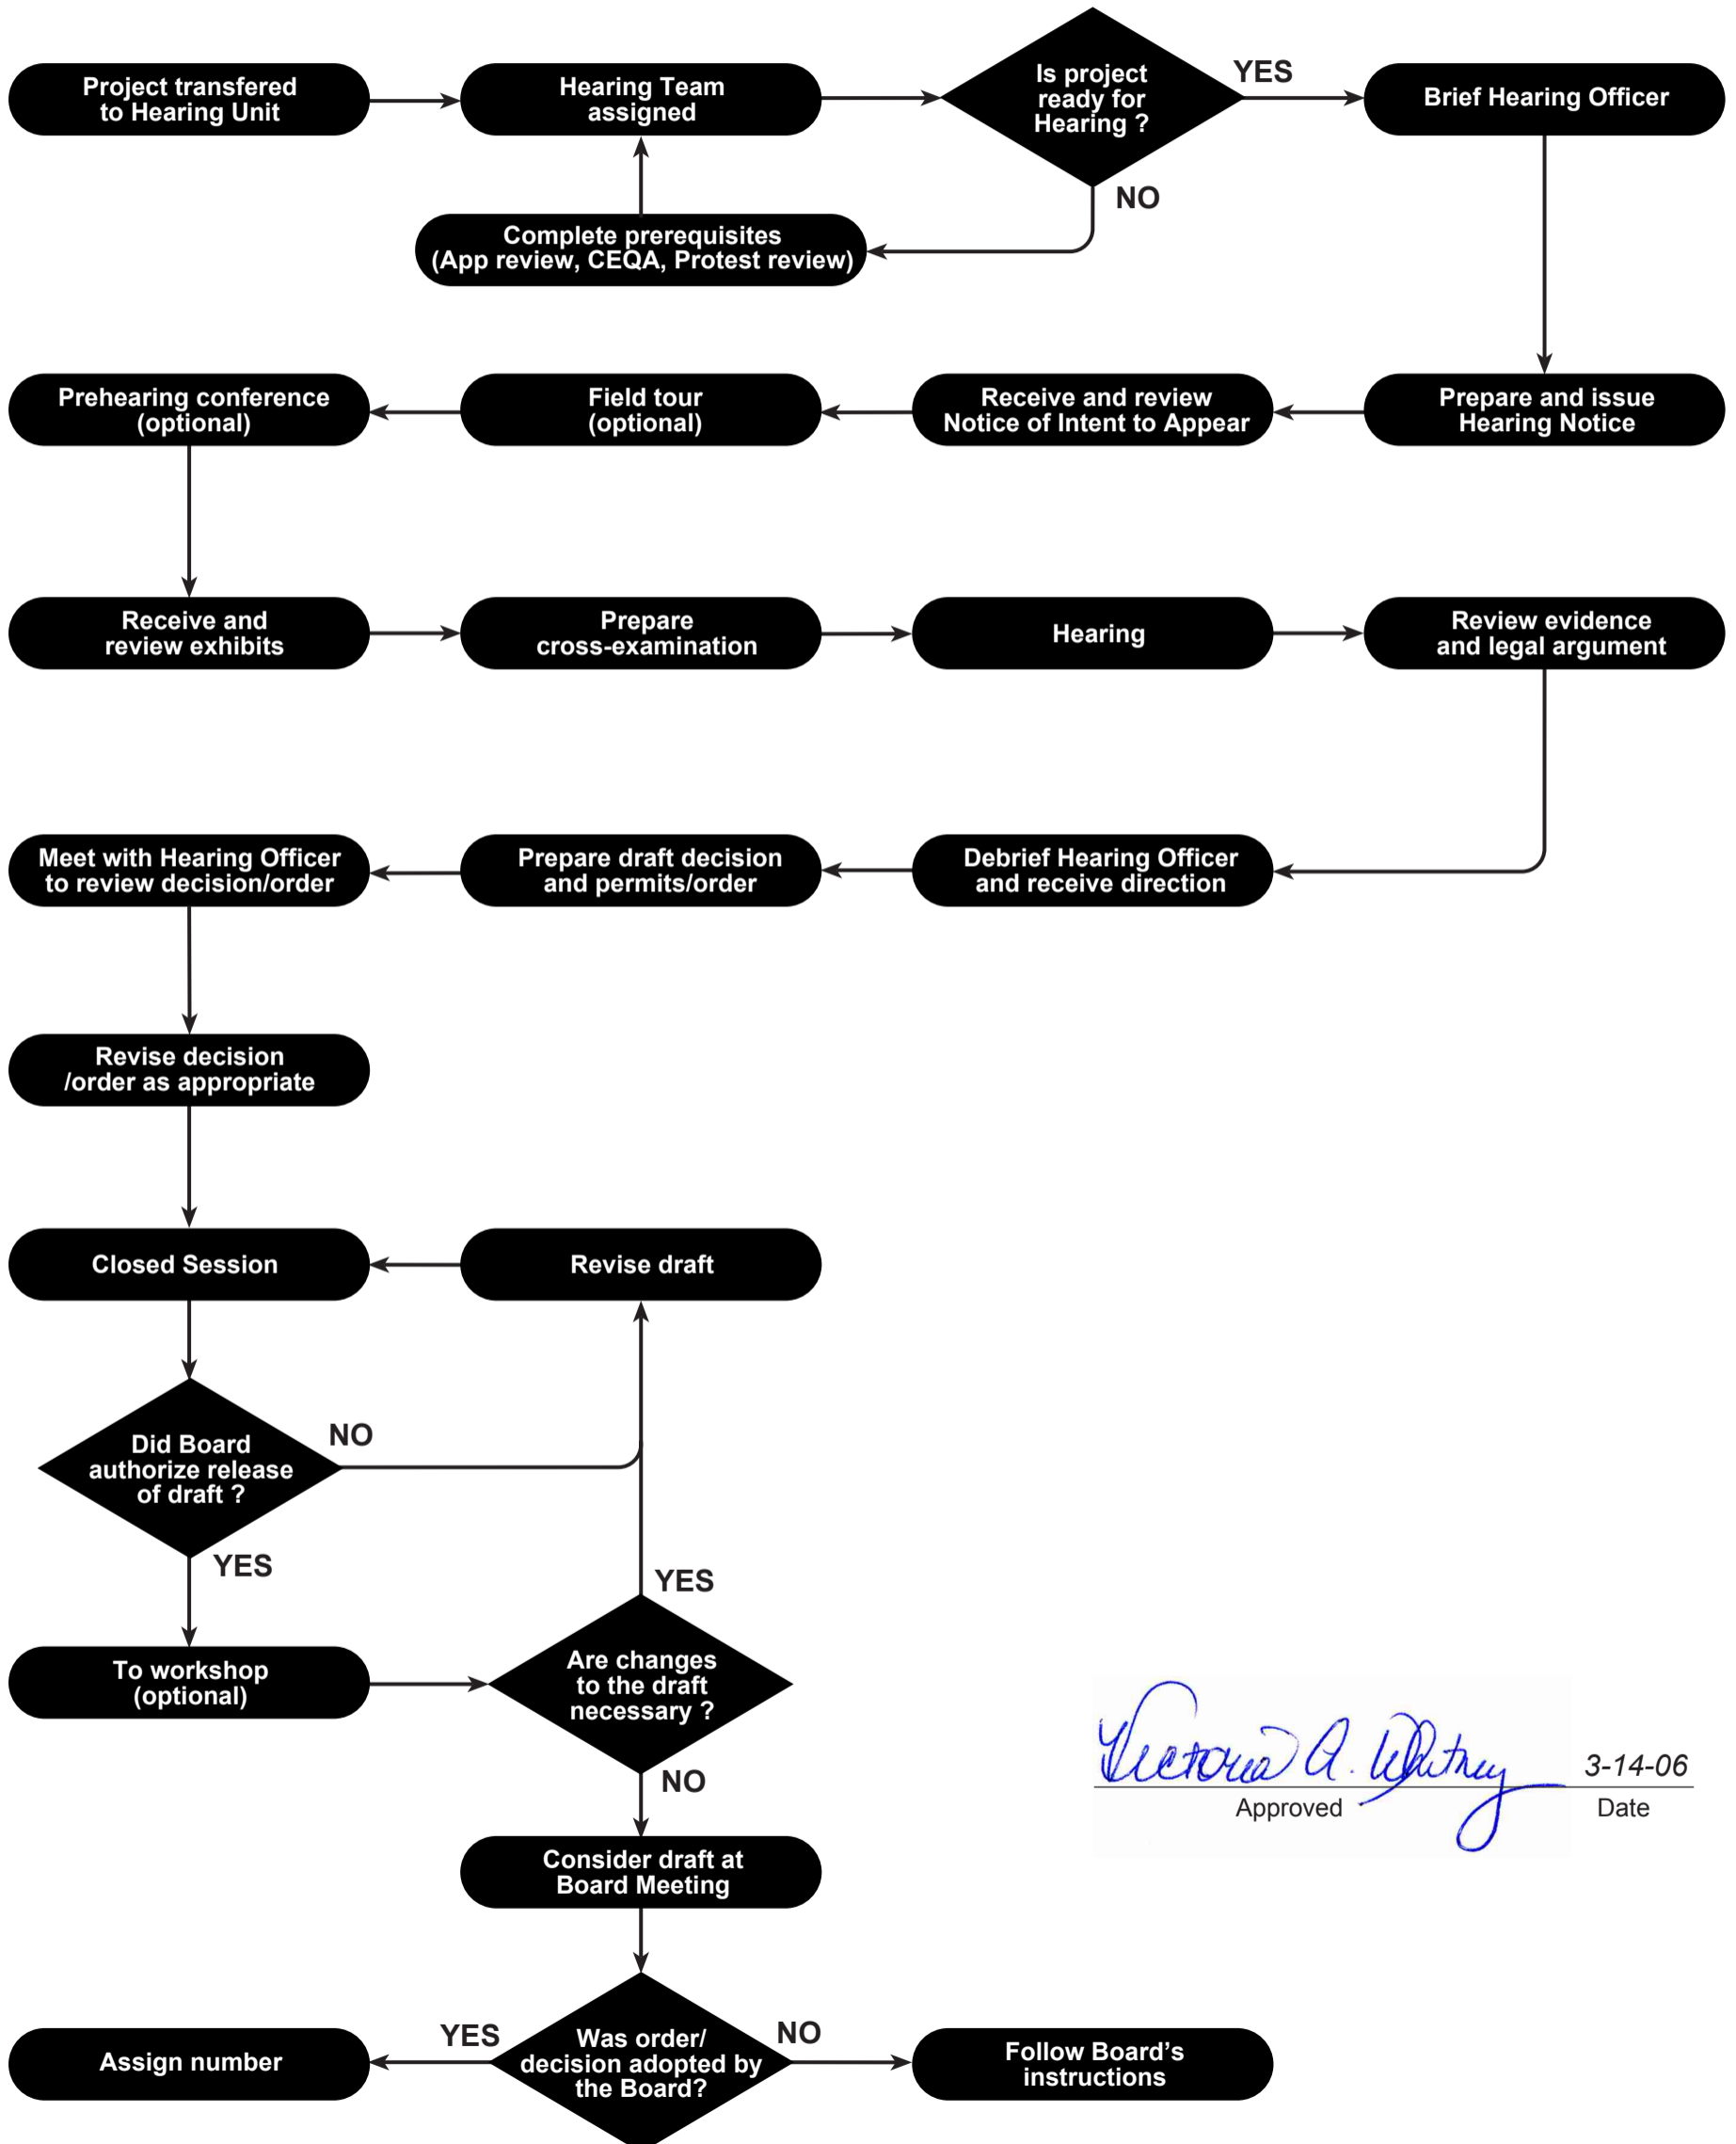 Project transfered
to Hearing Unit
Hearing Team
assigned
Is project
ready for
Hearing ?
YES
Brief Hearing Officer
NO
Complete prerequisites
(App review, CEQA, Protest review)
Prehearing conference
(optional)
Field tour
(optional)
Receive and review
Notice of Intent to Appear
Prepare and issue
Hearing Notice
Receive and
review exhibits
Prepare
cross-examination
Hearing
Review evidence
and legal argument
Meet with Hearing Officer
to review decision/order
Prepare draft decision
and permits/order
Debrief Hearing Officer
and receive direction
Revise decision
/order as appropriate
Closed Session
Revise draft
Did Board
authorize release
of draft ?
NO
YES
To workshop
(optional)
YES
Are changes
to the draft
necessary ?
NO
Victoria A. Whitney
3-14-06
Approved
Date
Consider draft at
Board Meeting
Was order/
decision adopted by
the Board?
YES
NO
Assign number
Follow Board’s
instructions